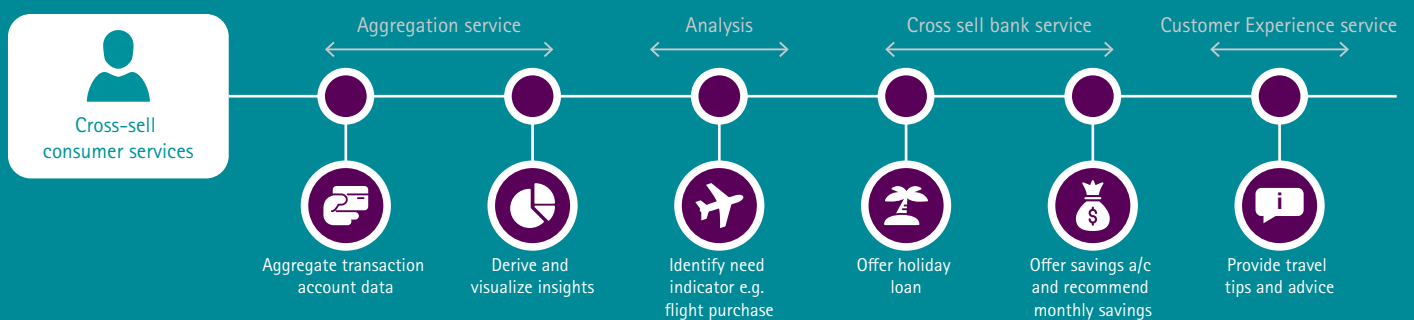 Aggregation service
Analysis
Cross sell bank service
Customer Experience service
Cross-sell
consumer services
Aggregate transaction
account data
Derive and
visualize insights
Identify need
indicator e.g.
flight purchase
Offer holiday
loan
$
Offer savings a/c
and recommend
monthly savings
i
Provide travel
tips and advice